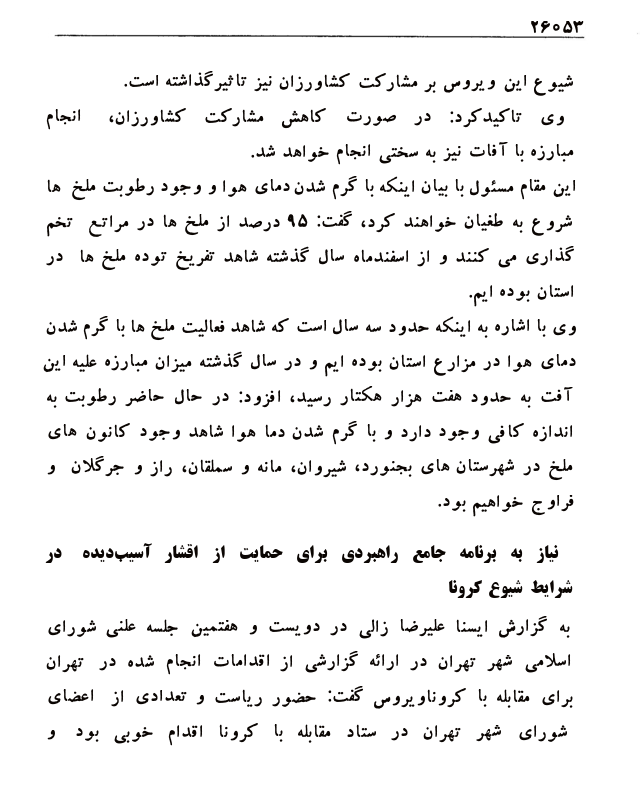 ۲۶۰۵۳
شیوع این ویروس بر مشارکت کشاورزان نیز تاثیرگذاشته است.
وی تاکیدکرد: در صورت کاهش مشارکت کشاورزان، انجام
مبارزه با آفات نیز به سختی انجام خواهد شد.
این مقام مسئول با بیان اینکه با گرم شدن دمای هوا و وجود رطوبت ملخ ها
شروع به طغیان خواهند کرد، گفت: ۹۵ درصد از ملخ ها در مراتع تخم
گذاری می کنند و از اسفندماه سال گذشته شاهد تفریخ توده ملخ ها در
استان بوده ایم.
وی با اشاره به اینکه حدود سه سال است که شاهد فعالیت ملخ ها با گرم شدن
دمای هوا در مزارع استان بوده ایم و در سال گذشته میزان مبارزه علیه این
آفت به حدود هفت هزار هکتار رسید، افزود: در حال حاضر رطوبت به
اندازه کافی وجود دارد و با گرم شدن دما هوا شاهد وجود کانون های
ملخ در شهرستان های بجنورد، شیروان، مانه و سملقان، راز و جرگلان و
فراوج خواهیم بود.
نیاز به برنامه جامع راهبردی برای حمایت از اقشار آسیب‌دیده در
شرایط شیوع کرونا
به گزارش ایسنا علیرضا زالی در دویست و هفتمین جلسه علنی شورای
اسلامی شهر تهران در ارائه گزارشی از اقدامات انجام شده در تهران
برای مقابله با کروناویروس گفت: حضور ریاست و تعدادی از اعضای
شورای شهر تهران در ستاد مقابله با کرونا اقدام خوبی بود و